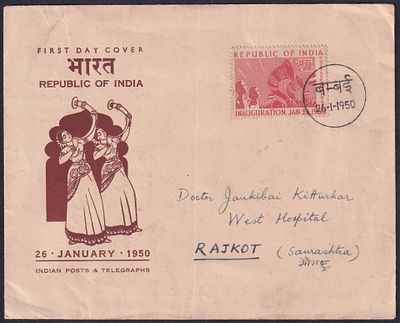 FIRST DAY COVER
भारत
REPUBLIC OF INDIA
26 · JANUARY · 1950
INDIAN POSTS & TELEGRAPHS
REPUBLIC OF INDIA
INAUGURATION JAN 26, 1950
बम्बई
26-1-1950
Doctor Jankibai Kitturkar
West Hospital
RAJKOT (Saurashtra)